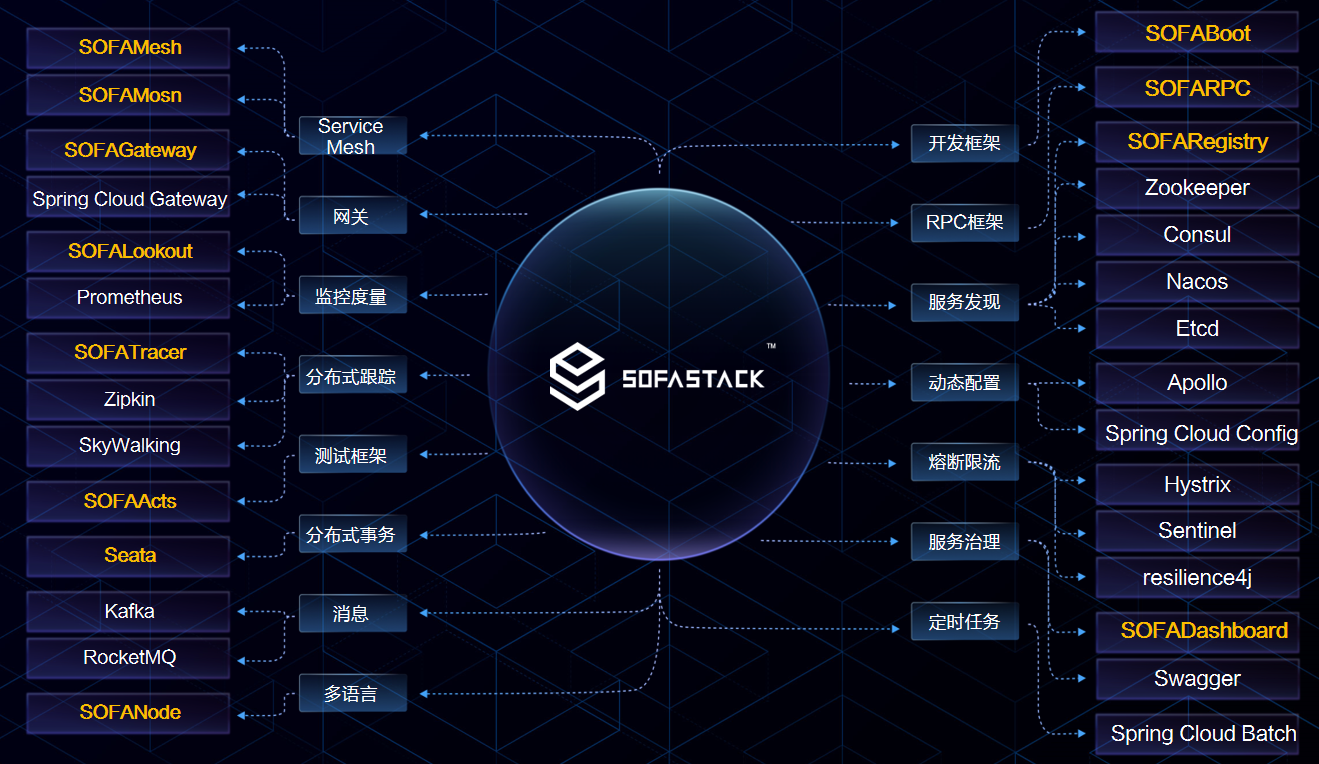 SOFAMesh
SOFAMosn
SOFAGateway
Spring Cloud Gateway
SOFALookout
Prometheus
SOFATracer
Zipkin
SkyWalking
SOFAActs
Seata
Kafka
RocketMQ
SOFANode
Service
Mesh
网关
监控度量
分布式跟踪
测试框架
分布式事务
消息
多语言
SOFASTACK
TM
开发框架
RPC框架
服务发现
动态配置
熔断限流
服务治理
定时任务
SOFABoot
SOFARPC
SOFARegistry
Zookeeper
Consul
Nacos
Etcd
Apollo
Spring Cloud Config
Hystrix
Sentinel
resilience4j
SOFADashboard
Swagger
Spring Cloud Batch